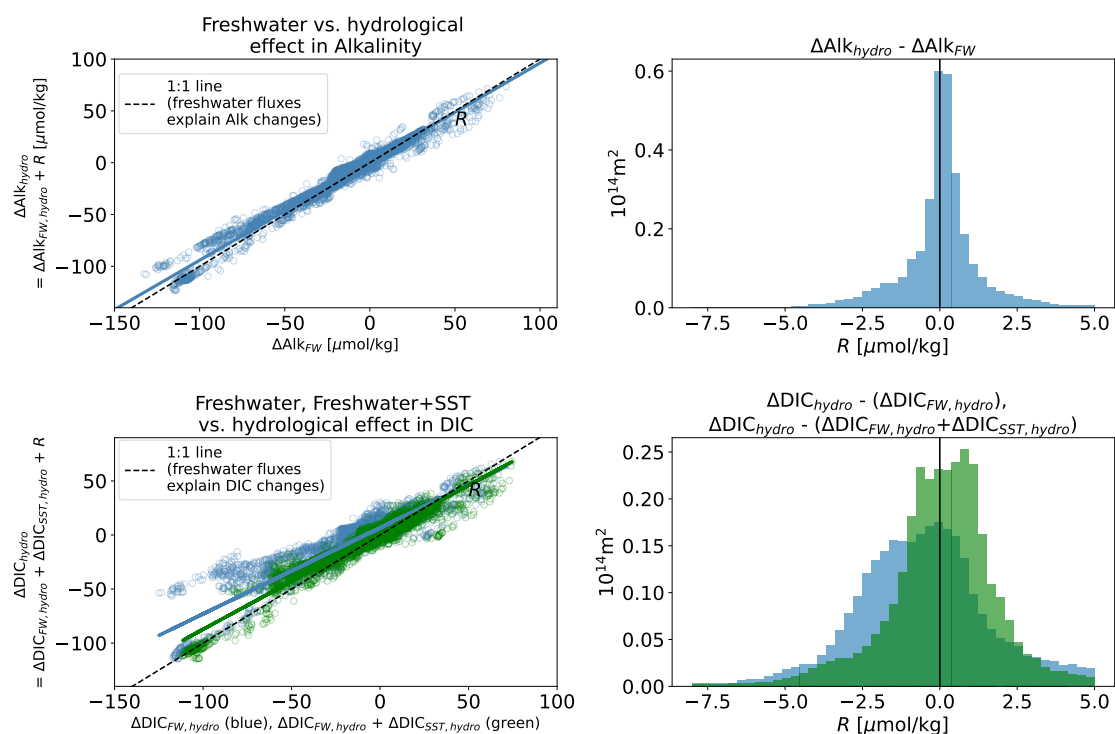 Freshwater vs. hydrological
effect in Alkalinity
ΔAlk_hydro
= ΔAlk_FW, hydro + R [μmol/kg]
100
50
0
−50
−100
1:1 line
(freshwater fluxes
explain Alk changes)
R
−150 −100 −50 0 50 100
ΔAlk_FW [μmol/kg]
ΔAlk_hydro - ΔAlk_FW
10^14m^2
0.6
0.4
0.2
0.0
−7.5 −5.0 −2.5 0.0 2.5 5.0
R [μmol/kg]
Freshwater, Freshwater+SST
vs. hydrological effect in DIC
ΔDIC_hydro
= ΔDIC_FW, hydro + ΔDIC_SST, hydro + R
50
0
−50
−100
1:1 line
(freshwater fluxes
explain DIC changes)
R
−150 −100 −50 0 50 100
ΔDIC_FW, hydro (blue), ΔDIC_FW, hydro + ΔDIC_SST, hydro (green)
ΔDIC_hydro - (ΔDIC_FW, hydro),
ΔDIC_hydro - (ΔDIC_FW, hydro+ΔDIC_SST, hydro)
10^14m^2
0.25
0.20
0.15
0.10
0.05
0.00
−7.5 −5.0 −2.5 0.0 2.5 5.0
R [μmol/kg]